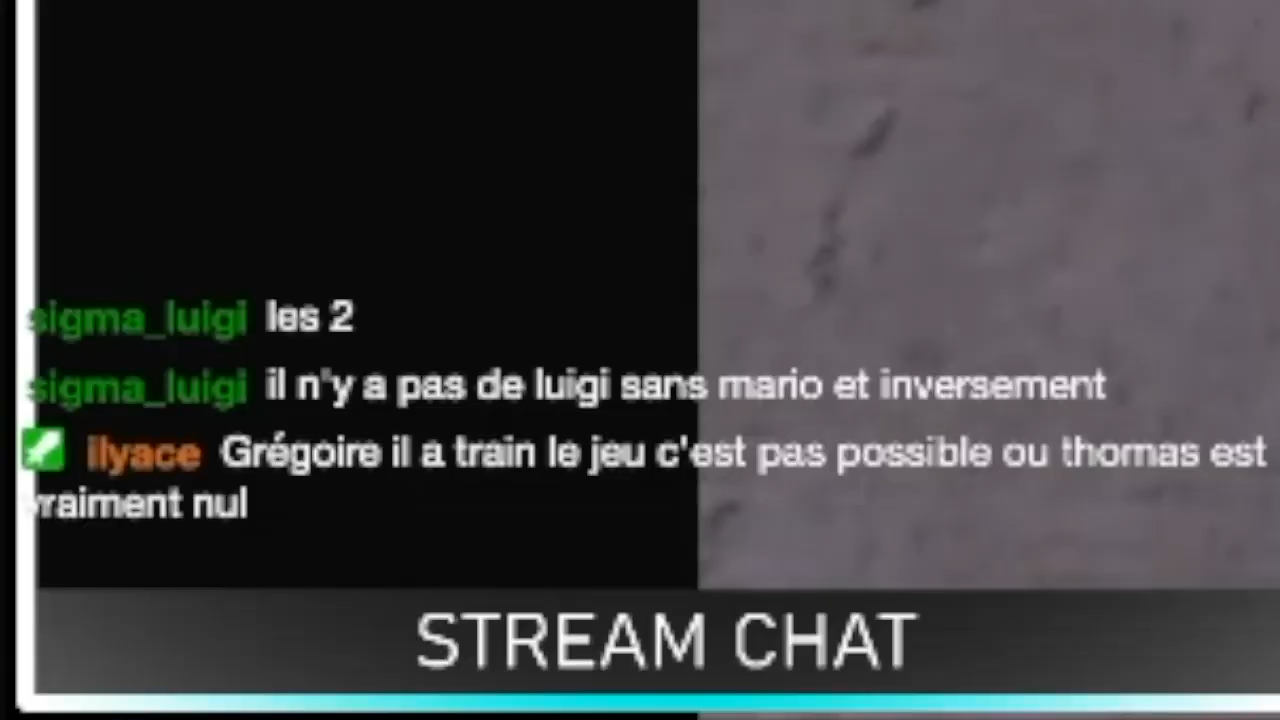 sigma_luigi les 2
sigma_luigi il n'y a pas de luigi sans mario et inversement
ilyace Grégoire il a train le jeu c'est pas possible ou thomas est
vraiment nul
STREAM CHAT